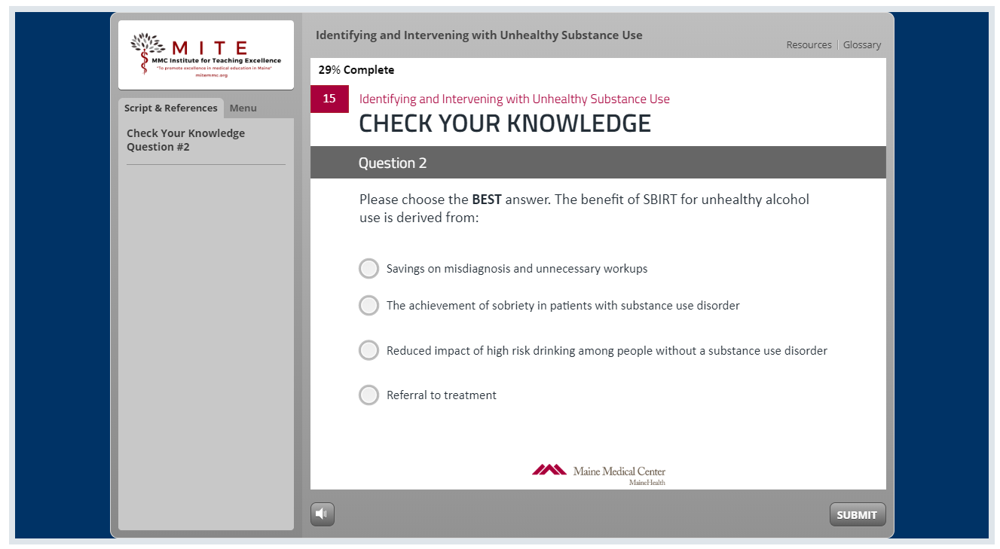 MITE
MMC Institute for Teaching Excellence
"To promote excellence in medical education in Maine"
mitemmc.org
Script & References
Menu
Check Your Knowledge
Question #2
Identifying and Intervening with Unhealthy Substance Use
Resources | Glossary
29% Complete
15
Identifying and Intervening with Unhealthy Substance Use
CHECK YOUR KNOWLEDGE
Question 2
Please choose the BEST answer. The benefit of SBIRT for unhealthy alcohol
use is derived from:
Savings on misdiagnosis and unnecessary workups
The achievement of sobriety in patients with substance use disorder
Reduced impact of high risk drinking among people without a substance use disorder
Referral to treatment
Maine Medical Center
MaineHealth
SUBMIT